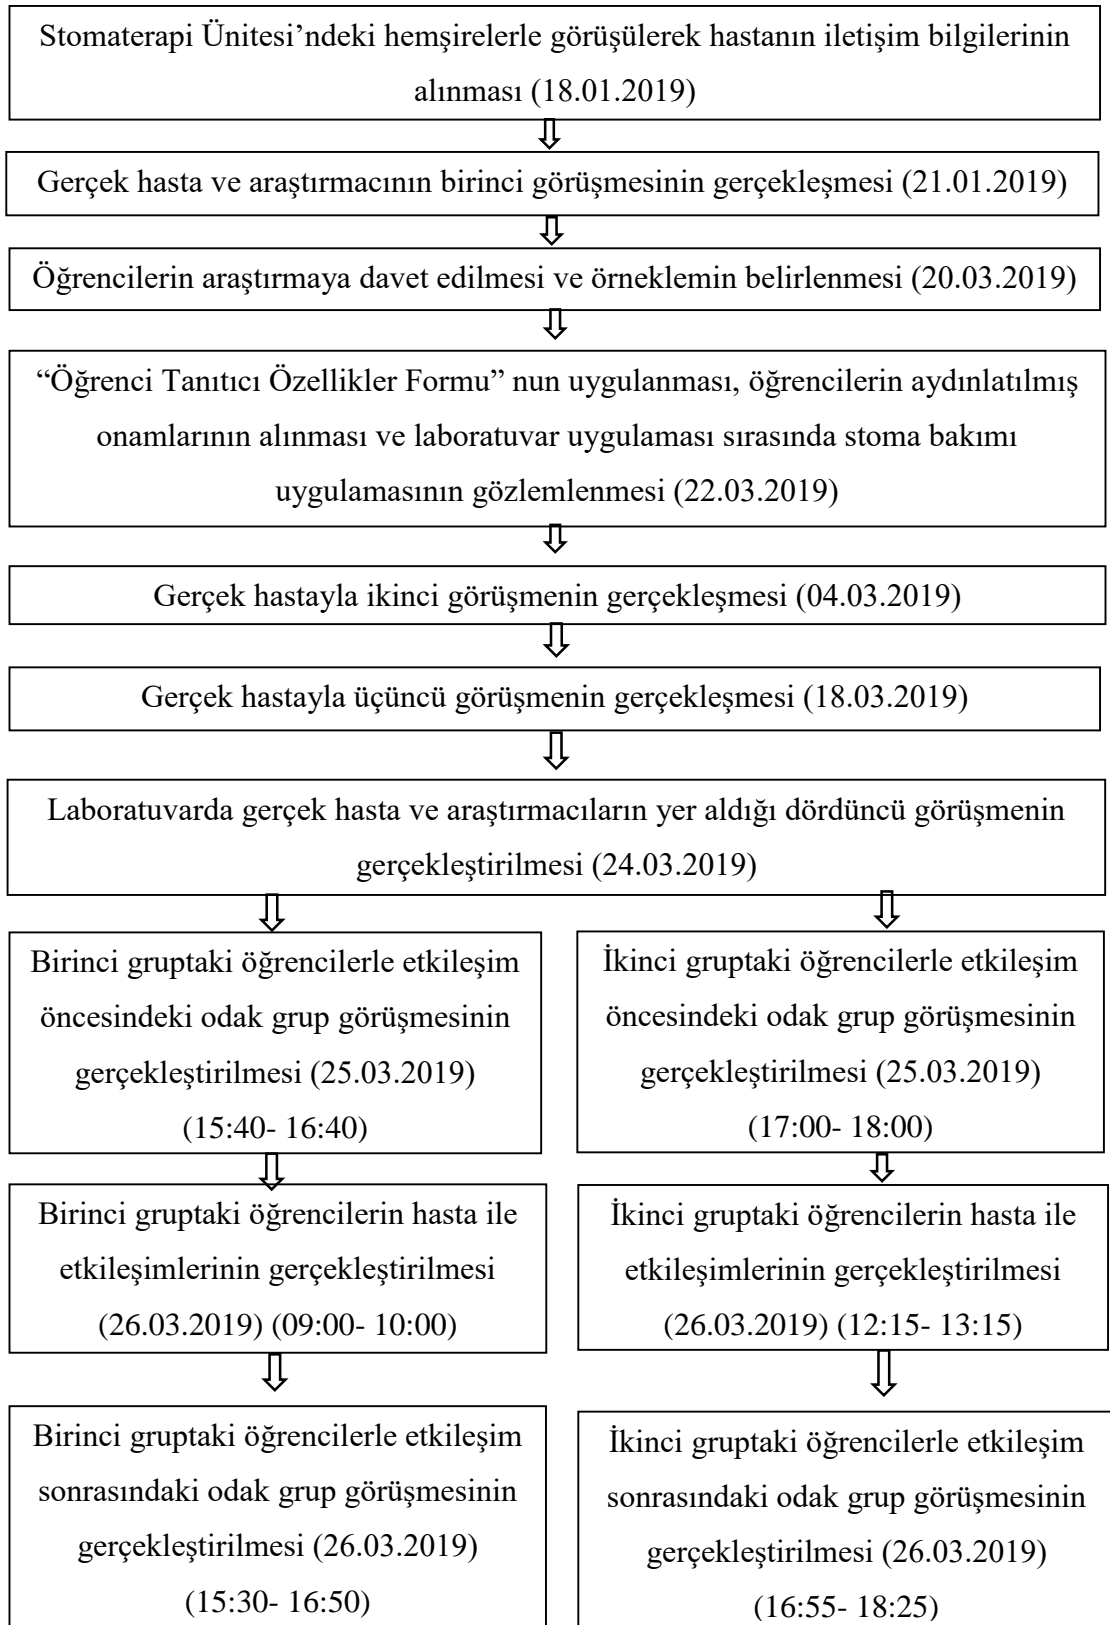 Stomaterapi Ünitesi’ndeki hemşirelerle görüşülerek hastanın iletişim bilgilerinin
alınması (18.01.2019)
Gerçek hasta ve araştırmacının birinci görüşmesinin gerçekleşmesi (21.01.2019)
Öğrencilerin araştırmaya davet edilmesi ve örneklemin belirlenmesi (20.03.2019)
“Öğrenci Tanıtıcı Özellikler Formu” nun uygulanması, öğrencilerin aydınlatılmış
onamlarının alınması ve laboratuvar uygulaması sırasında stoma bakımı
uygulamasının gözlemlenmesi (22.03.2019)
Gerçek hastayla ikinci görüşmenin gerçekleşmesi (04.03.2019)
Gerçek hastayla üçüncü görüşmenin gerçekleşmesi (18.03.2019)
Laboratuvarda gerçek hasta ve araştırmacıların yer aldığı dördüncü görüşmenin
gerçekleştirilmesi (24.03.2019)
Birinci gruptaki öğrencilerle etkileşim
öncesindeki odak grup görüşmesinin
gerçekleştirilmesi (25.03.2019)
(15:40- 16:40)
İkinci gruptaki öğrencilerle etkileşim
öncesindeki odak grup görüşmesinin
gerçekleştirilmesi (25.03.2019)
(17:00- 18:00)
Birinci gruptaki öğrencilerin hasta ile
etkileşimlerinin gerçekleştirilmesi
(26.03.2019) (09:00- 10:00)
İkinci gruptaki öğrencilerin hasta ile
etkileşimlerinin gerçekleştirilmesi
(26.03.2019) (12:15- 13:15)
Birinci gruptaki öğrencilerle etkileşim
sonrasındaki odak grup görüşmesinin
gerçekleştirilmesi (26.03.2019)
(15:30- 16:50)
İkinci gruptaki öğrencilerle etkileşim
sonrasındaki odak grup görüşmesinin
gerçekleştirilmesi (26.03.2019)
(16:55- 18:25)